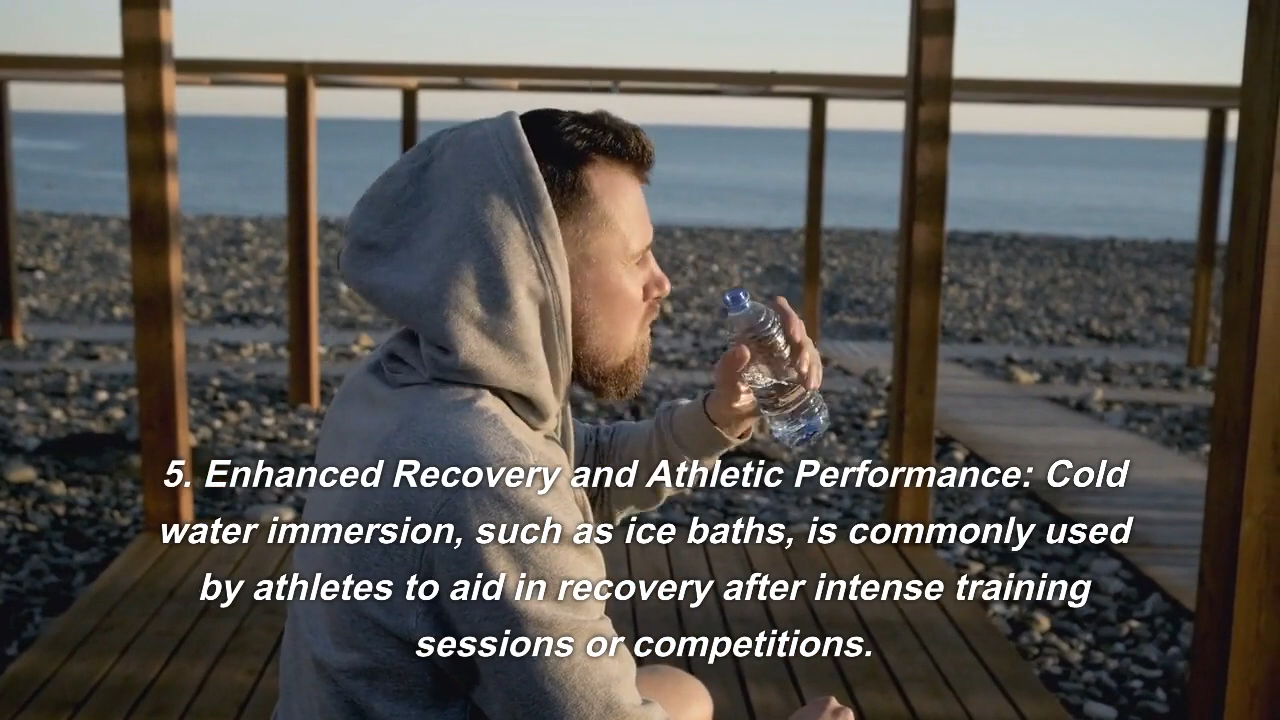 5. Enhanced Recovery and Athletic Performance: Cold
water immersion, such as ice baths, is commonly used
by athletes to aid in recovery after intense training
sessions or competitions.